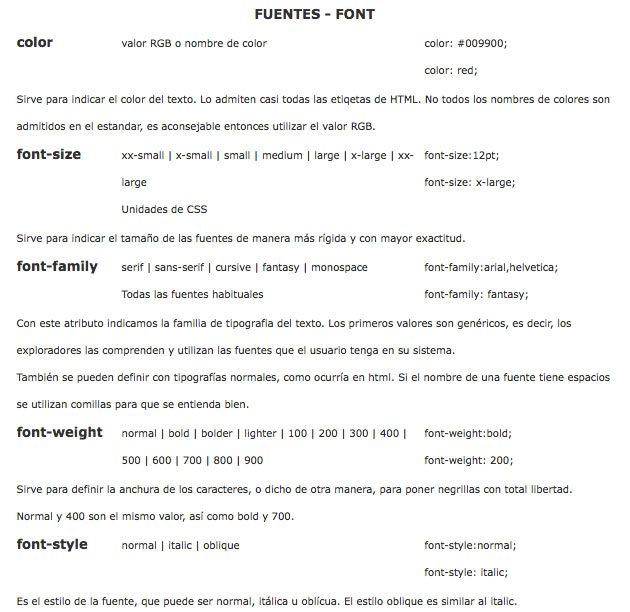 FUENTES - FONT
color valor RGB o nombre de color color: #009900;
color: red;
Sirve para indicar el color del texto. Lo admiten casi todas las etiqetas de HTML. No todos los nombres de colores son
admitidos en el estandar, es aconsejable entonces utilizar el valor RGB.
font-size xx-small | x-small | small | medium | large | x-large | xx- font-size:12pt;
large font-size: x-large;
Unidades de CSS
Sirve para indicar el tamaño de las fuentes de manera más rígida y con mayor exactitud.
font-family serif | sans-serif | cursive | fantasy | monospace font-family:arial,helvetica;
Todas las fuentes habituales font-family: fantasy;
Con este atributo indicamos la familia de tipografia del texto. Los primeros valores son genéricos, es decir, los
exploradores las comprenden y utilizan las fuentes que el usuario tenga en su sistema.
También se pueden definir con tipografías normales, como ocurría en html. Si el nombre de una fuente tiene espacios
se utilizan comillas para que se entienda bien.
font-weight normal | bold | bolder | lighter | 100 | 200 | 300 | 400 | font-weight:bold;
500 | 600 | 700 | 800 | 900 font-weight: 200;
Sirve para definir la anchura de los caracteres, o dicho de otra manera, para poner negrillas con total libertad.
Normal y 400 son el mismo valor, así como bold y 700.
font-style normal | italic | oblique font-style:normal;
font-style: italic;
Es el estilo de la fuente, que puede ser normal, itálica u oblícua. El estilo oblique es similar al italic.